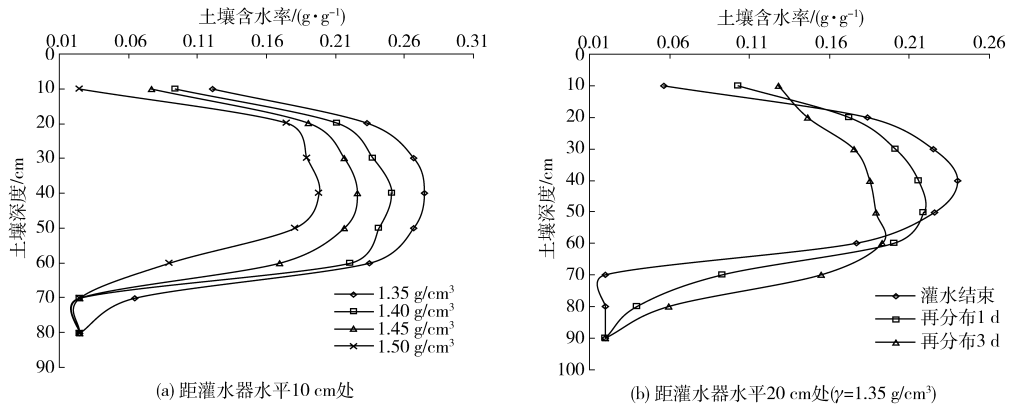 土壤含水率/(g·g⁻¹)
0.01 0.06 0.11 0.16 0.21 0.26 0.31
0
10
20
30
40
50
60
70
80
90
土壤深度/cm
1.35 g/cm³
1.40 g/cm³
1.45 g/cm³
1.50 g/cm³
(a) 距灌水器水平10 cm处
土壤含水率/(g·g⁻¹)
0.01 0.06 0.11 0.16 0.21 0.26
0
10
20
30
40
50
60
70
80
90
100
土壤深度/cm
灌水结束
再分布1 d
再分布3 d
(b) 距灌水器水平20 cm处(γ=1.35 g/cm³)